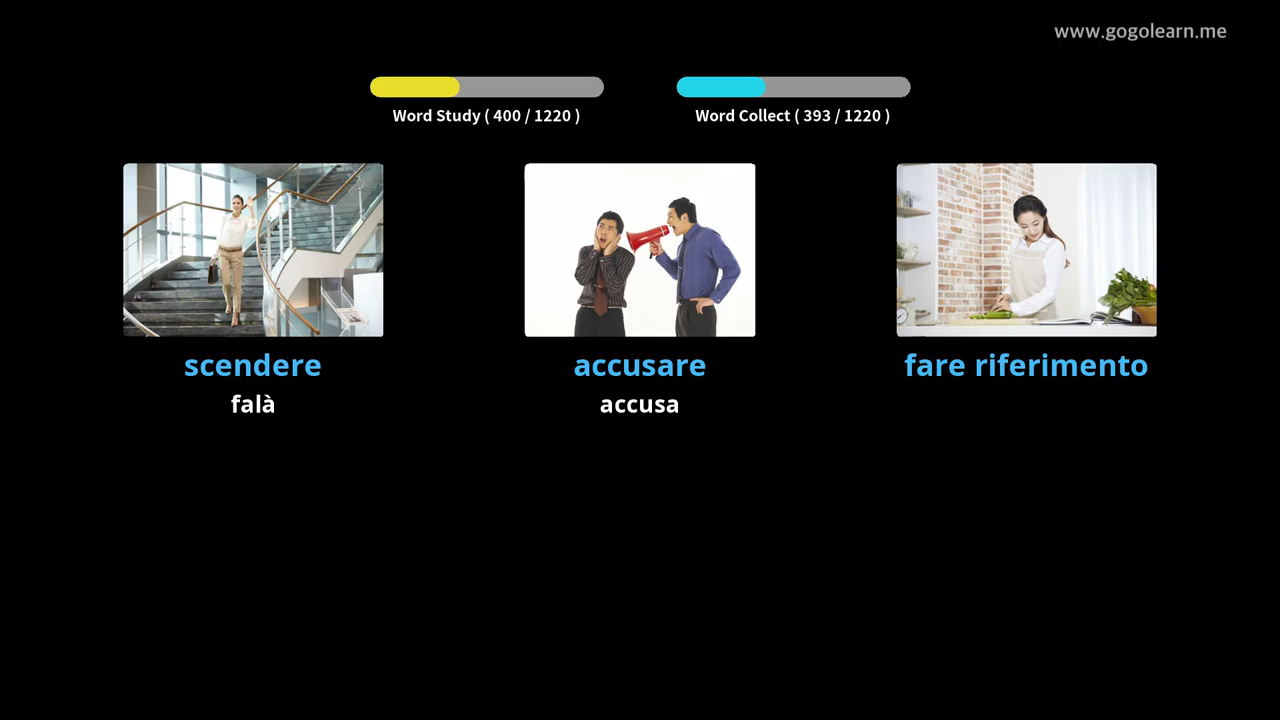 www.gogolearn.me
Word Study ( 400 / 1220 )
Word Collect ( 393 / 1220 )
scendere
accusare
fare riferimento
falà
accusa